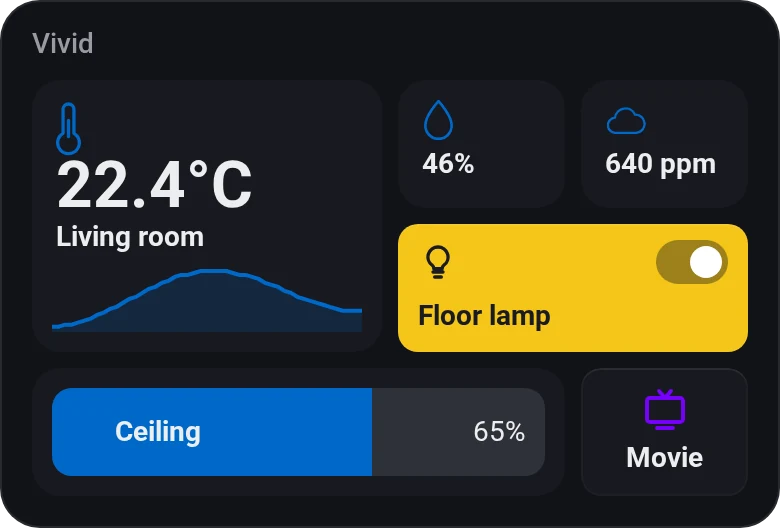 Vivid
22.4°C
Living room
46%
640 ppm
Floor lamp
Ceiling
65%
Movie